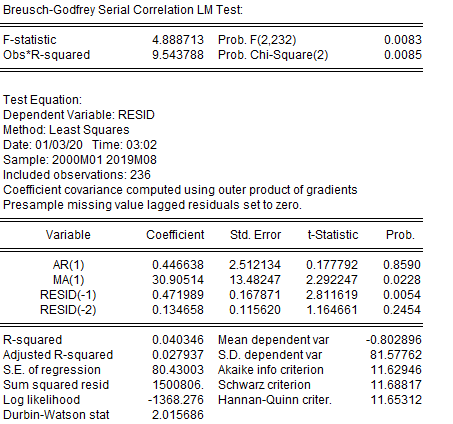 Breusch-Godfrey Serial Correlation LM Test:
F-statistic 4.888713 Prob. F(2,232) 0.0083
Obs*R-squared 9.543788 Prob. Chi-Square(2) 0.0085
Test Equation:
Dependent Variable: RESID
Method: Least Squares
Date: 01/03/20 Time: 03:02
Sample: 2000M01 2019M08
Included observations: 236
Coefficient covariance computed using outer product of gradients
Presample missing value lagged residuals set to zero.
Variable Coefficient Std. Error t-Statistic Prob.
AR(1) 0.446638 2.512134 0.177792 0.8590
MA(1) 30.90514 13.48247 2.292247 0.0228
RESID(-1) 0.471989 0.167871 2.811619 0.0054
RESID(-2) 0.134658 0.115620 1.164661 0.2454
R-squared 0.040346 Mean dependent var -0.802896
Adjusted R-squared 0.027937 S.D. dependent var 81.57762
S.E. of regression 80.43003 Akaike info criterion 11.62946
Sum squared resid 1500806. Schwarz criterion 11.68817
Log likelihood -1368.276 Hannan-Quinn criter. 11.65312
Durbin-Watson stat 2.015686